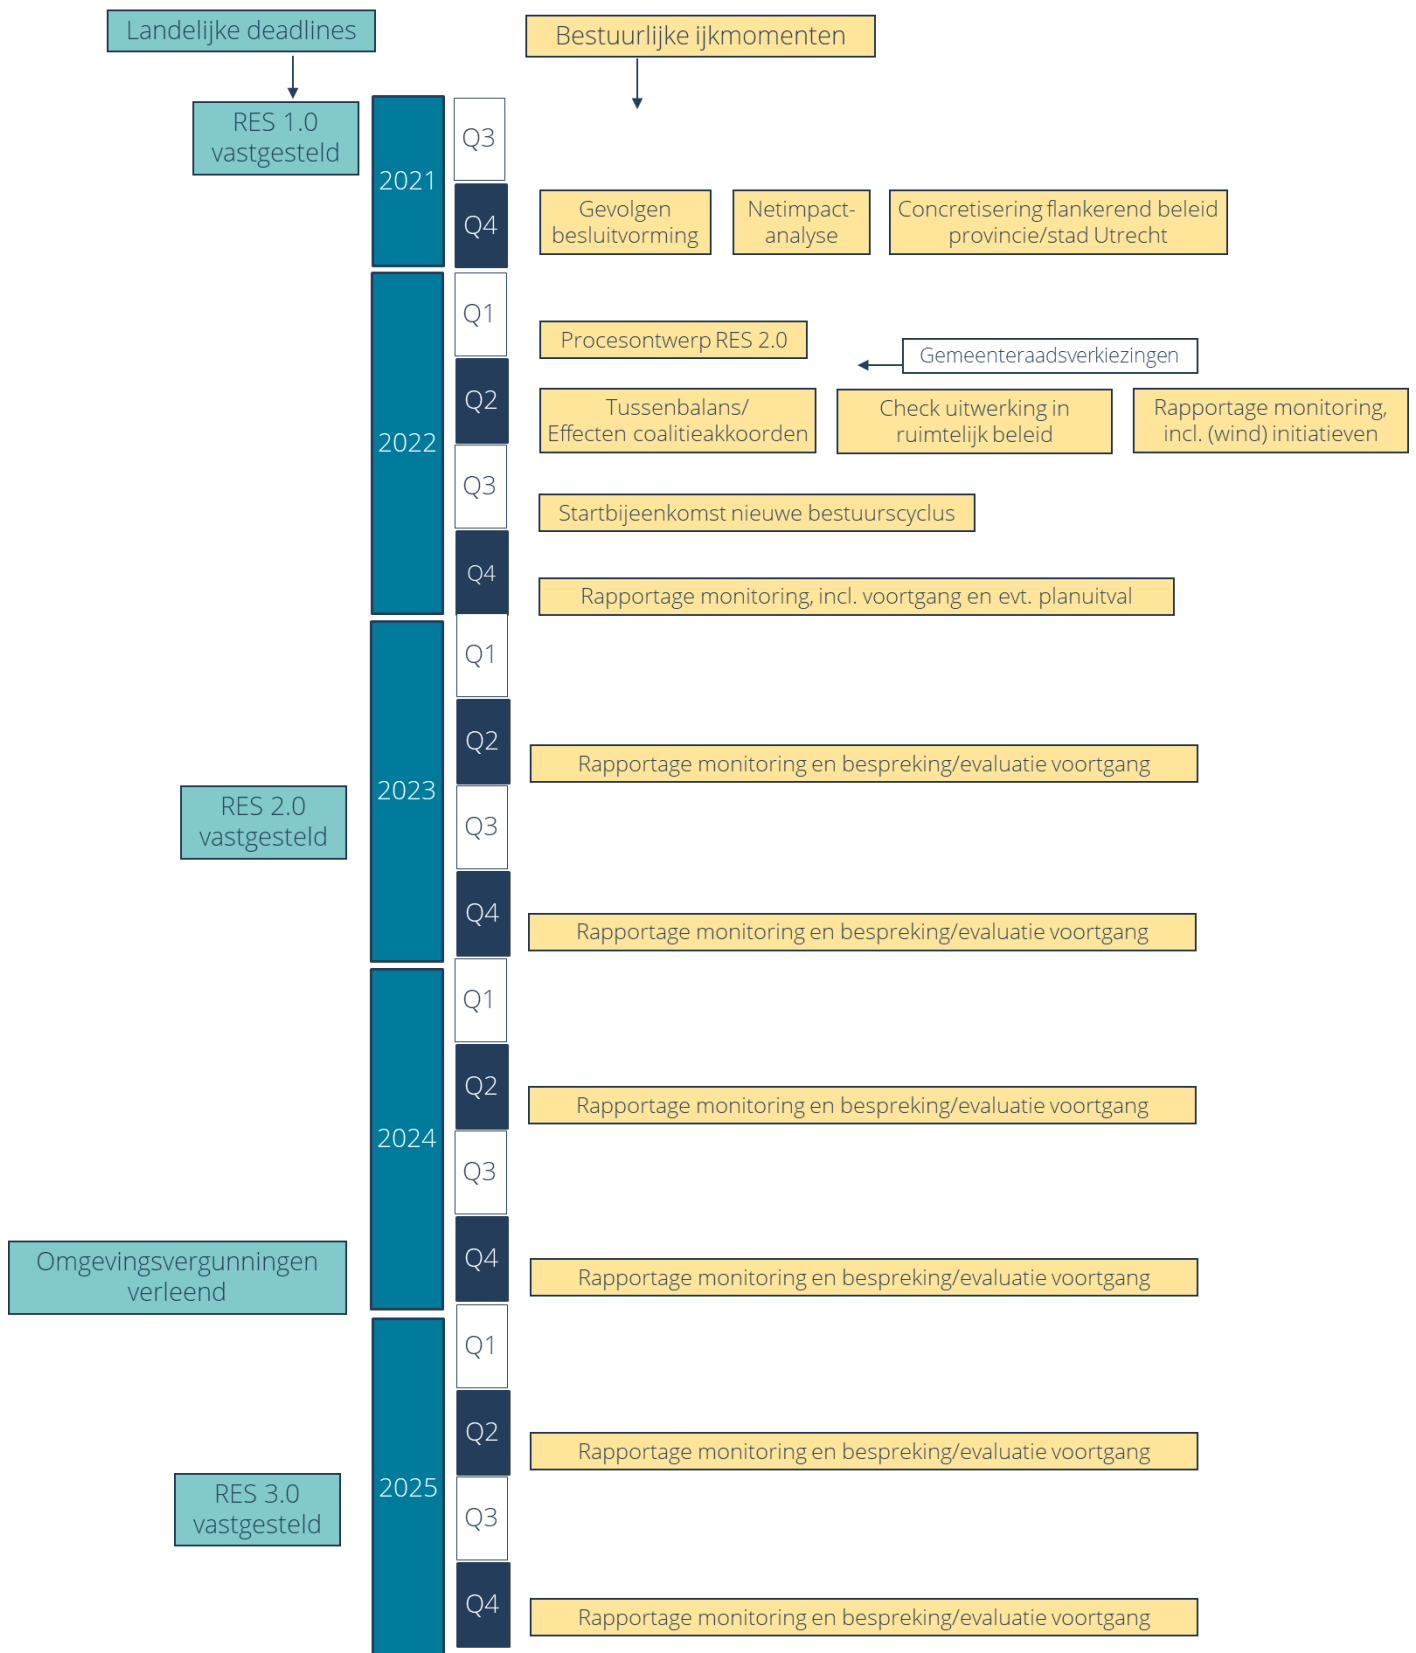 Landelijke deadlines
Bestuurlijke ijkmomenten
RES 1.0
vastgesteld
2021
Q3
Q4
Gevolgen
besluitvorming
Netimpact-
analyse
Concretisering flankerend beleid
provincie/stad Utrecht
2022
Q1
Procesontwerp RES 2.0
Gemeenteraadsverkiezingen
Q2
Tussenbalans/
Effecten coalitieakkoorden
Check uitwerking in
ruimtelijk beleid
Rapportage monitoring,
incl. (wind) initiatieven
Q3
Startbijeenkomst nieuwe bestuurscyclus
Q4
Rapportage monitoring, incl. voortgang en evt. planuitval
2023
Q1
Q2
Rapportage monitoring en bespreking/evaluatie voortgang
RES 2.0
vastgesteld
Q3
Q4
Rapportage monitoring en bespreking/evaluatie voortgang
2024
Q1
Q2
Rapportage monitoring en bespreking/evaluatie voortgang
Q3
Omgevingsvergunningen
verleend
Q4
Rapportage monitoring en bespreking/evaluatie voortgang
2025
Q1
Q2
Rapportage monitoring en bespreking/evaluatie voortgang
RES 3.0
vastgesteld
Q3
Q4
Rapportage monitoring en bespreking/evaluatie voortgang